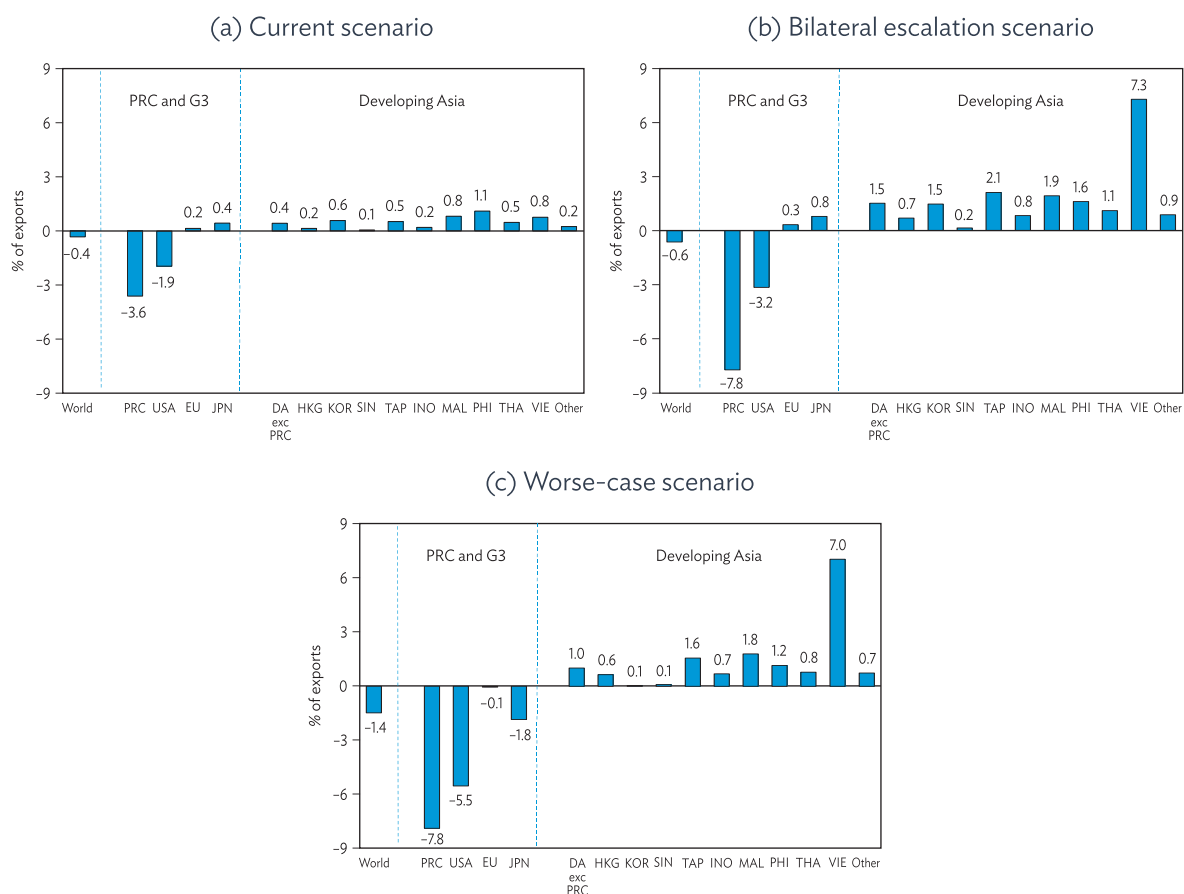 (a) Current scenario
% of exports
9
6
3
0
−3
−6
−9
PRC and G3
Developing Asia
−0.4
−3.6
−1.9
0.2
0.4
0.4
0.2
0.6
0.1
0.5
0.2
0.8
1.1
0.5
0.8
0.2
World
PRC
USA
EU
JPN
DA
exc
PRC
HKG
KOR
SIN
TAP
INO
MAL
PHI
THA
VIE
Other
(b) Bilateral escalation scenario
% of exports
9
6
3
0
−3
−6
−9
PRC and G3
Developing Asia
−0.6
−7.8
−3.2
0.3
0.8
1.5
0.7
1.5
0.2
2.1
0.8
1.9
1.6
1.1
7.3
0.9
World
PRC
USA
EU
JPN
DA
exc
PRC
HKG
KOR
SIN
TAP
INO
MAL
PHI
THA
VIE
Other
(c) Worse-case scenario
% of exports
9
6
3
0
−3
−6
−9
PRC and G3
Developing Asia
−1.4
−7.8
−5.5
−0.1
−1.8
1.0
0.6
0.1
0.1
1.6
0.7
1.8
1.2
0.8
7.0
0.7
World
PRC
USA
EU
JPN
DA
exc
PRC
HKG
KOR
SIN
TAP
INO
MAL
PHI
THA
VIE
Other